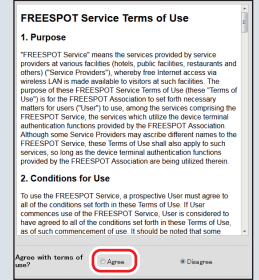 FREESPOT Service Terms of Use
1. Purpose
"FREESPOT Service" means the services provided by service
providers at various facilities (hotels, public facilities, restaurants and
others) ("Service Providers"), whereby free Internet access via
wireless LAN is made available to visitors at such facilities. The
purpose of these FREESPOT Service Terms of Use (these "Terms of
Use") is for the FREESPOT Association to set forth necessary
matters for users ("User") to use, among the services comprising the
FREESPOT Service, the services which utilize the device terminal
authentication functions provided by the FREESPOT Association.
Although some Service Providers may ascribe different names to the
FREESPOT Service, these Terms of Use shall also apply to such
services, so long as the device terminal authentication functions
provided by the FREESPOT Association are being utilized therein.
2. Conditions for Use
To use the FREESPOT Service, a prospective User must agree to
all of the conditions set forth in these Terms of Use. If User
commences use of the FREESPOT Service, User is considered to
have agreed to all of the conditions set forth in these Terms of Use,
as of such commencement of use. It should be noted that some
Agree with terms of
use?
Agree
Disagree